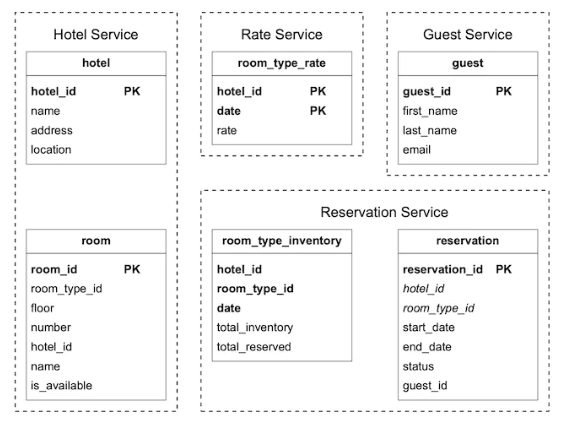 Hotel Service
hotel
hotel_id PK
name
address
location
room
room_id PK
room_type_id
floor
number
hotel_id
name
is_available
Rate Service
room_type_rate
hotel_id PK
date PK
rate
Guest Service
guest
guest_id PK
first_name
last_name
email
Reservation Service
room_type_inventory
hotel_id
room_type_id
date
total_inventory
total_reserved
reservation
reservation_id PK
hotel_id
room_type_id
start_date
end_date
status
guest_id